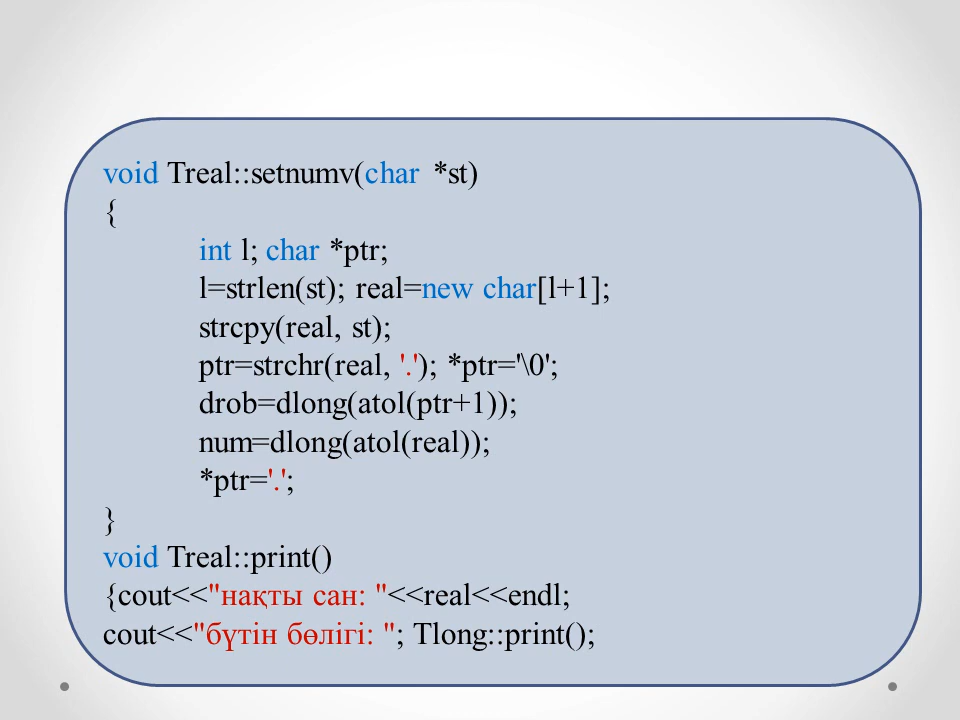 void Treal::setnumv(char *st)
{
int l; char *ptr;
l=strlen(st); real=new char[l+1];
strcpy(real, st);
ptr=strchr(real, '.'); *ptr='\0';
drob=dlong(atol(ptr+1));
num=dlong(atol(real));
*ptr='.';
}
void Treal::print()
{cout<<"нақты сан: "<<real<<endl;
cout<<"бүтін бөлігі: "; Tlong::print();